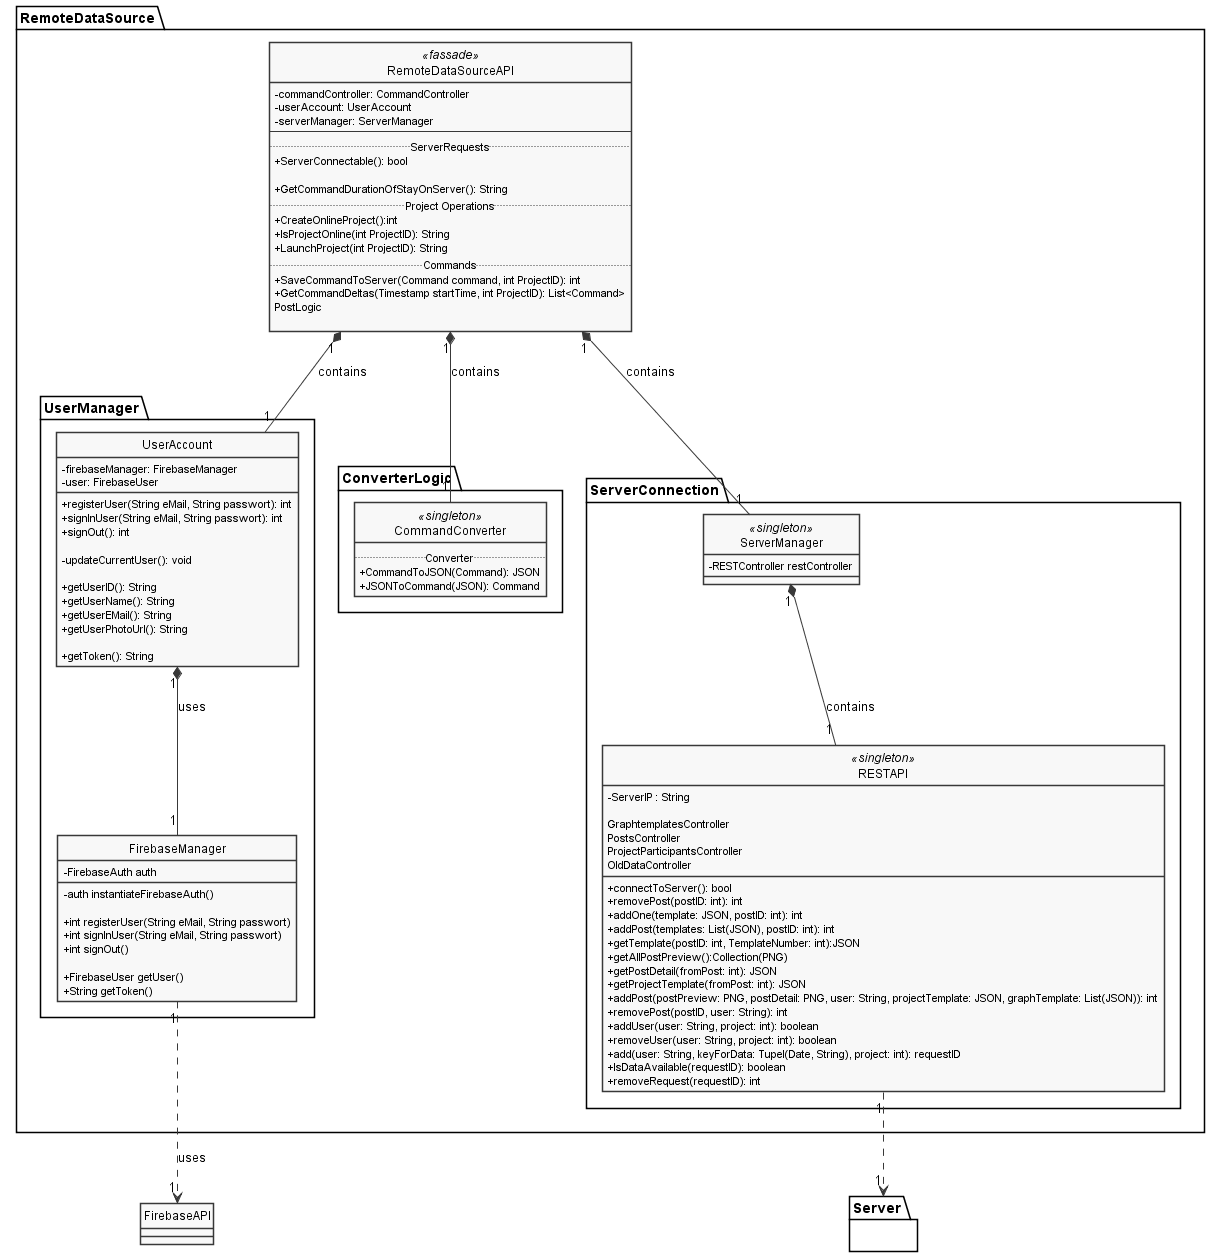 RemoteDataSource
«fassade»
RemoteDataSourceAPI
-commandController: CommandController
-userAccount: UserAccount
-serverManager: ServerManager
ServerRequests
+ServerConnectable(): bool
+GetCommandDurationOfStayOnServer(): String
Project Operations
+CreateOnlineProject():int
+IsProjectOnline(int ProjectID): String
+LaunchProject(int ProjectID): String
Commands
+SaveCommandToServer(Command command, int ProjectID): int
+GetCommandDeltas(Timestamp startTime, int ProjectID): List<Command>
PostLogic
1
1
1
contains
contains
contains
1
1
1
UserManager
UserAccount
-firebaseManager: FirebaseManager
-user: FirebaseUser
+registerUser(String eMail, String passwort): int
+signInUser(String eMail, String passwort): int
+signOut(): int
-updateCurrentUser(): void
+getUserID(): String
+getUserName(): String
+getUserEMail(): String
+getUserPhotoUrl(): String
+getToken(): String
1
uses
1
FirebaseManager
-FirebaseAuth auth
-auth instantiateFirebaseAuth()
+int registerUser(String eMail, String passwort)
+int signInUser(String eMail, String passwort)
+int signOut()
+FirebaseUser getUser()
+String getToken()
1
uses
1
FirebaseAPI
ConverterLogic
«singleton»
CommandConverter
Converter
+CommandToJSON(Command): JSON
+JSONToCommand(JSON): Command
ServerConnection
«singleton»
ServerManager
-RESTController restController
1
contains
1
«singleton»
RESTAPI
-ServerIP : String
GraphtemplatesController
PostsController
ProjectParticipantsController
OldDataController
+connectToServer(): bool
+removePost(postID: int): int
+addOne(template: JSON, postID: int): int
+addPost(templates: List(JSON), postID: int): int
+getTemplate(postID: int, TemplateNumber: int):JSON
+getAllPostPreview():Collection(PNG)
+getPostDetail(fromPost: int): JSON
+getProjectTemplate(fromPost: int): JSON
+addPost(postPreview: PNG, postDetail: PNG, user: String, projectTemplate: JSON, graphTemplate: List(JSON)): int
+removePost(postID, user: String): int
+addUser(user: String, project: int): boolean
+removeUser(user: String, project: int): boolean
+add(user: String, keyForData: Tupel(Date, String), project: int): requestID
+IsDataAvailable(requestID): boolean
+removeRequest(requestID): int
1
1
Server